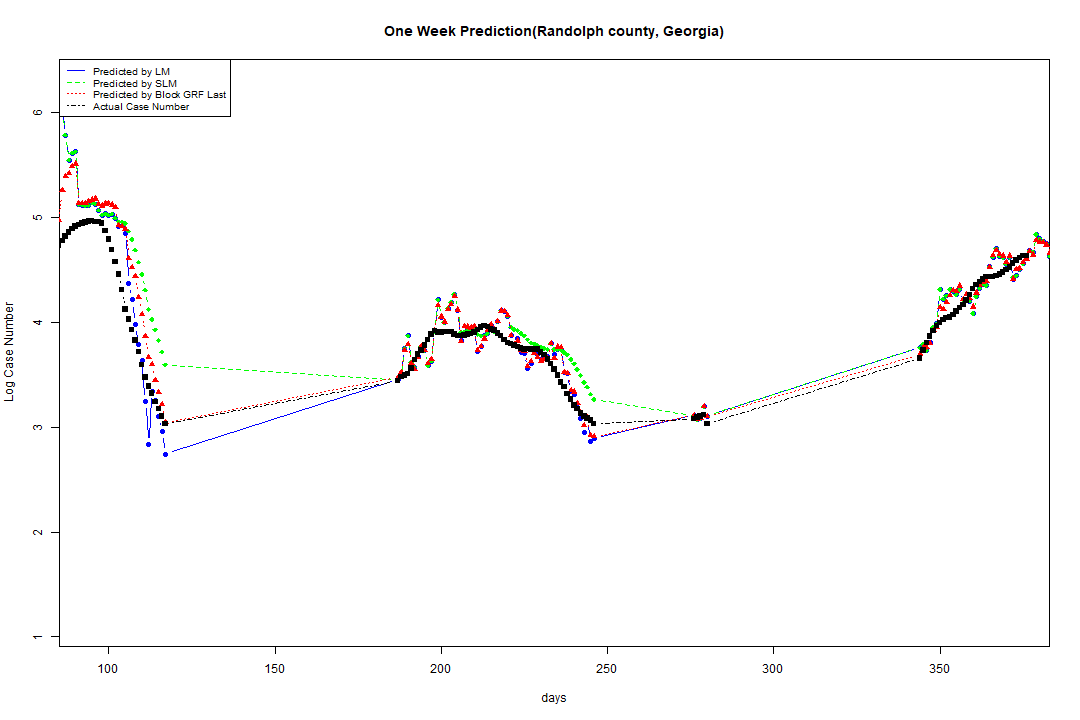 One Week Prediction(Randolph county, Georgia)
Predicted by LM
Predicted by SLM
Predicted by Block GRF Last
Actual Case Number
6
5
4
3
2
1
Log Case Number
100 150 200 250 300 350
days